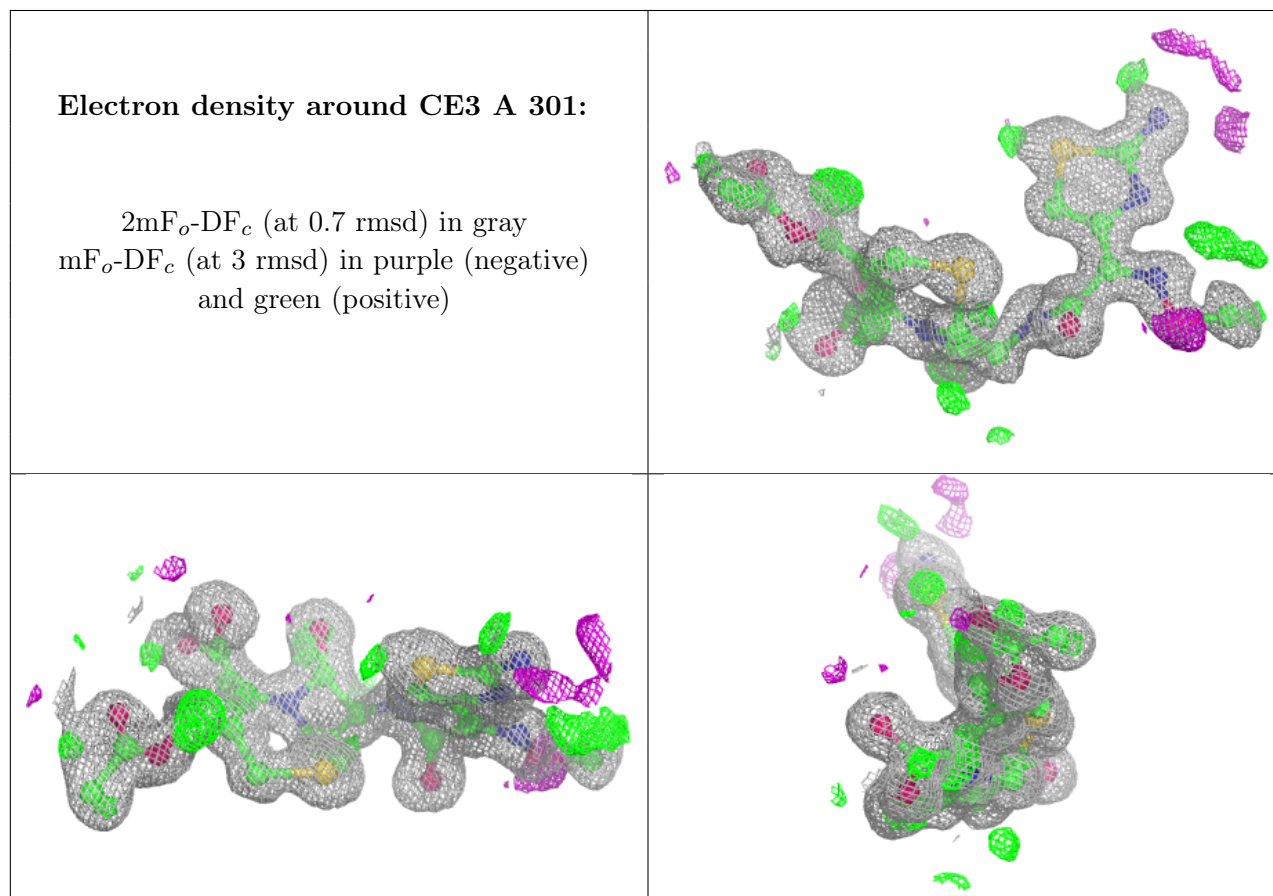 Electron density around CE3 A 301:
2mFo-DFc (at 0.7 rmsd) in gray
mFo-DFc (at 3 rmsd) in purple (negative)
and green (positive)